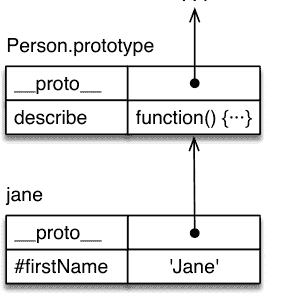 Person.prototype
__proto__
describe function() {···}
jane
__proto__
#firstName 'Jane'